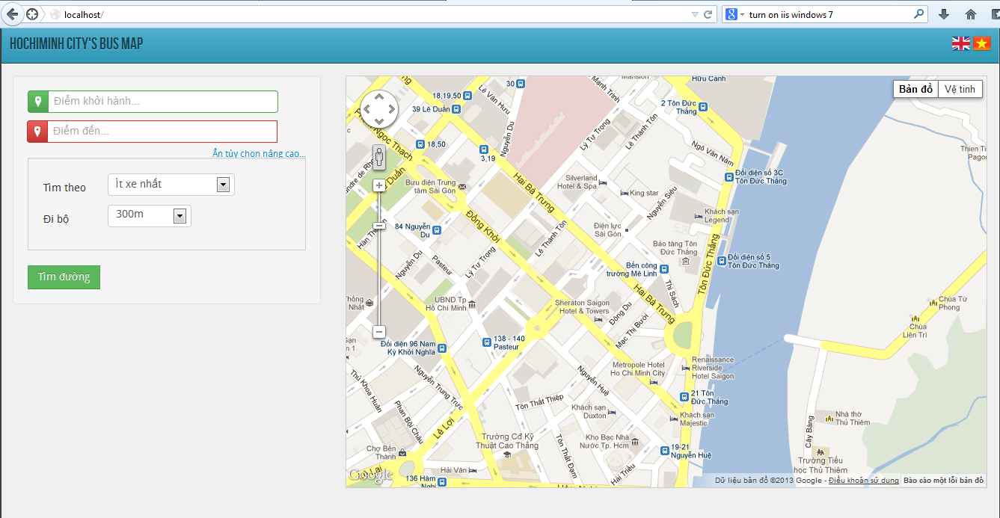 localhost/
turn on iis windows 7
HOCHIMINH CITY'S BUS MAP
Điểm khởi hành...
Điểm đến...
Ẩn tùy chọn nâng cao...
Tìm theo
Ít xe nhất
Đi bộ
300m
Tìm đường
Bản đồ
Vệ tinh
30
18,19,50
39 Lê Duẩn
Lê Văn Hưu
Nguyễn Du
Mạnh Trinh
Mansion
Hữu Cảnh
2 Tôn Đức
Thắng
Ngọc Thạch
18,50
3,19
Lý Tự Trọng
Lê Thánh Tôn
Ngô Văn Năm
Thien Ti
Pagod
Duẩn
Bưu điện Trung
tâm Sài Gòn
Hai Bà Trưng
Silverland
Hotel & Spa
King star
Nguyễn Siêu
Đối diện số 3C
Tôn Đức Thắng
Khách sạn
Legend
84 Nguyễn
Du
Đồng Khởi
Lê Thánh Tôn
Điện lực
Sài Gòn
Bảo tàng Tôn
Đức Thắng
Tôn Đức Thắng
Đối diện số 5
Tôn Đức Thắng
Nguyễn Du
Pasteur
Lý Tự Trọng
Bến công
trường Mê Linh
Thi Sách
Hai Bà Trưng
Thống
Nhất
UBND Tp
Hồ Chí Minh
Sheraton Saigon
Hotel & Towers
Đông Du
Mạc Thị Bưởi
Chùa Từ
Phong
Chùa
Liên Trì
Đối diện 96 Nam
Kỳ Khởi Nghĩa
138 - 140
Pasteur
Metropole Hotel
Ho Chi Minh City
Renaissance
Riverside
Hotel Saigon
Thủ Khoa Huân
Nguyễn Trung Trực
Nguyễn Huệ
21 Tôn
Đức Thắng
Phan Bội Châu
Lê Lợi
Tôn Thất Thiệp
Khách sạn
Duxton
Khách sạn
Majestic
Nhà thờ
Thủ Thiêm
Cây Bàng
Trường Cđ Kỹ
Thuật Cao Thắng
Kho Bạc Nhà
Nước Tp. Hcm
Chợ Bến
Thành
Tôn Thất Đạm
19-21
Nguyễn Huệ
Trường Tiểu
học Thủ Thiêm
Lai
Hải Vân
Hải Triều
136 Hàm
Nghi
Google
Dữ liệu bản đồ ©2013 Google - Điều khoản sử dụng
Báo cáo một lỗi bản đồ